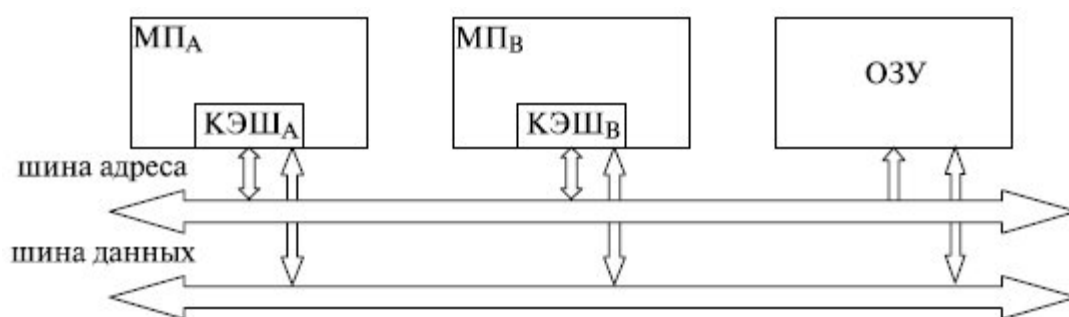 МПA
МПB
ОЗУ
КЭШA
КЭШB
шина адреса
шина данных